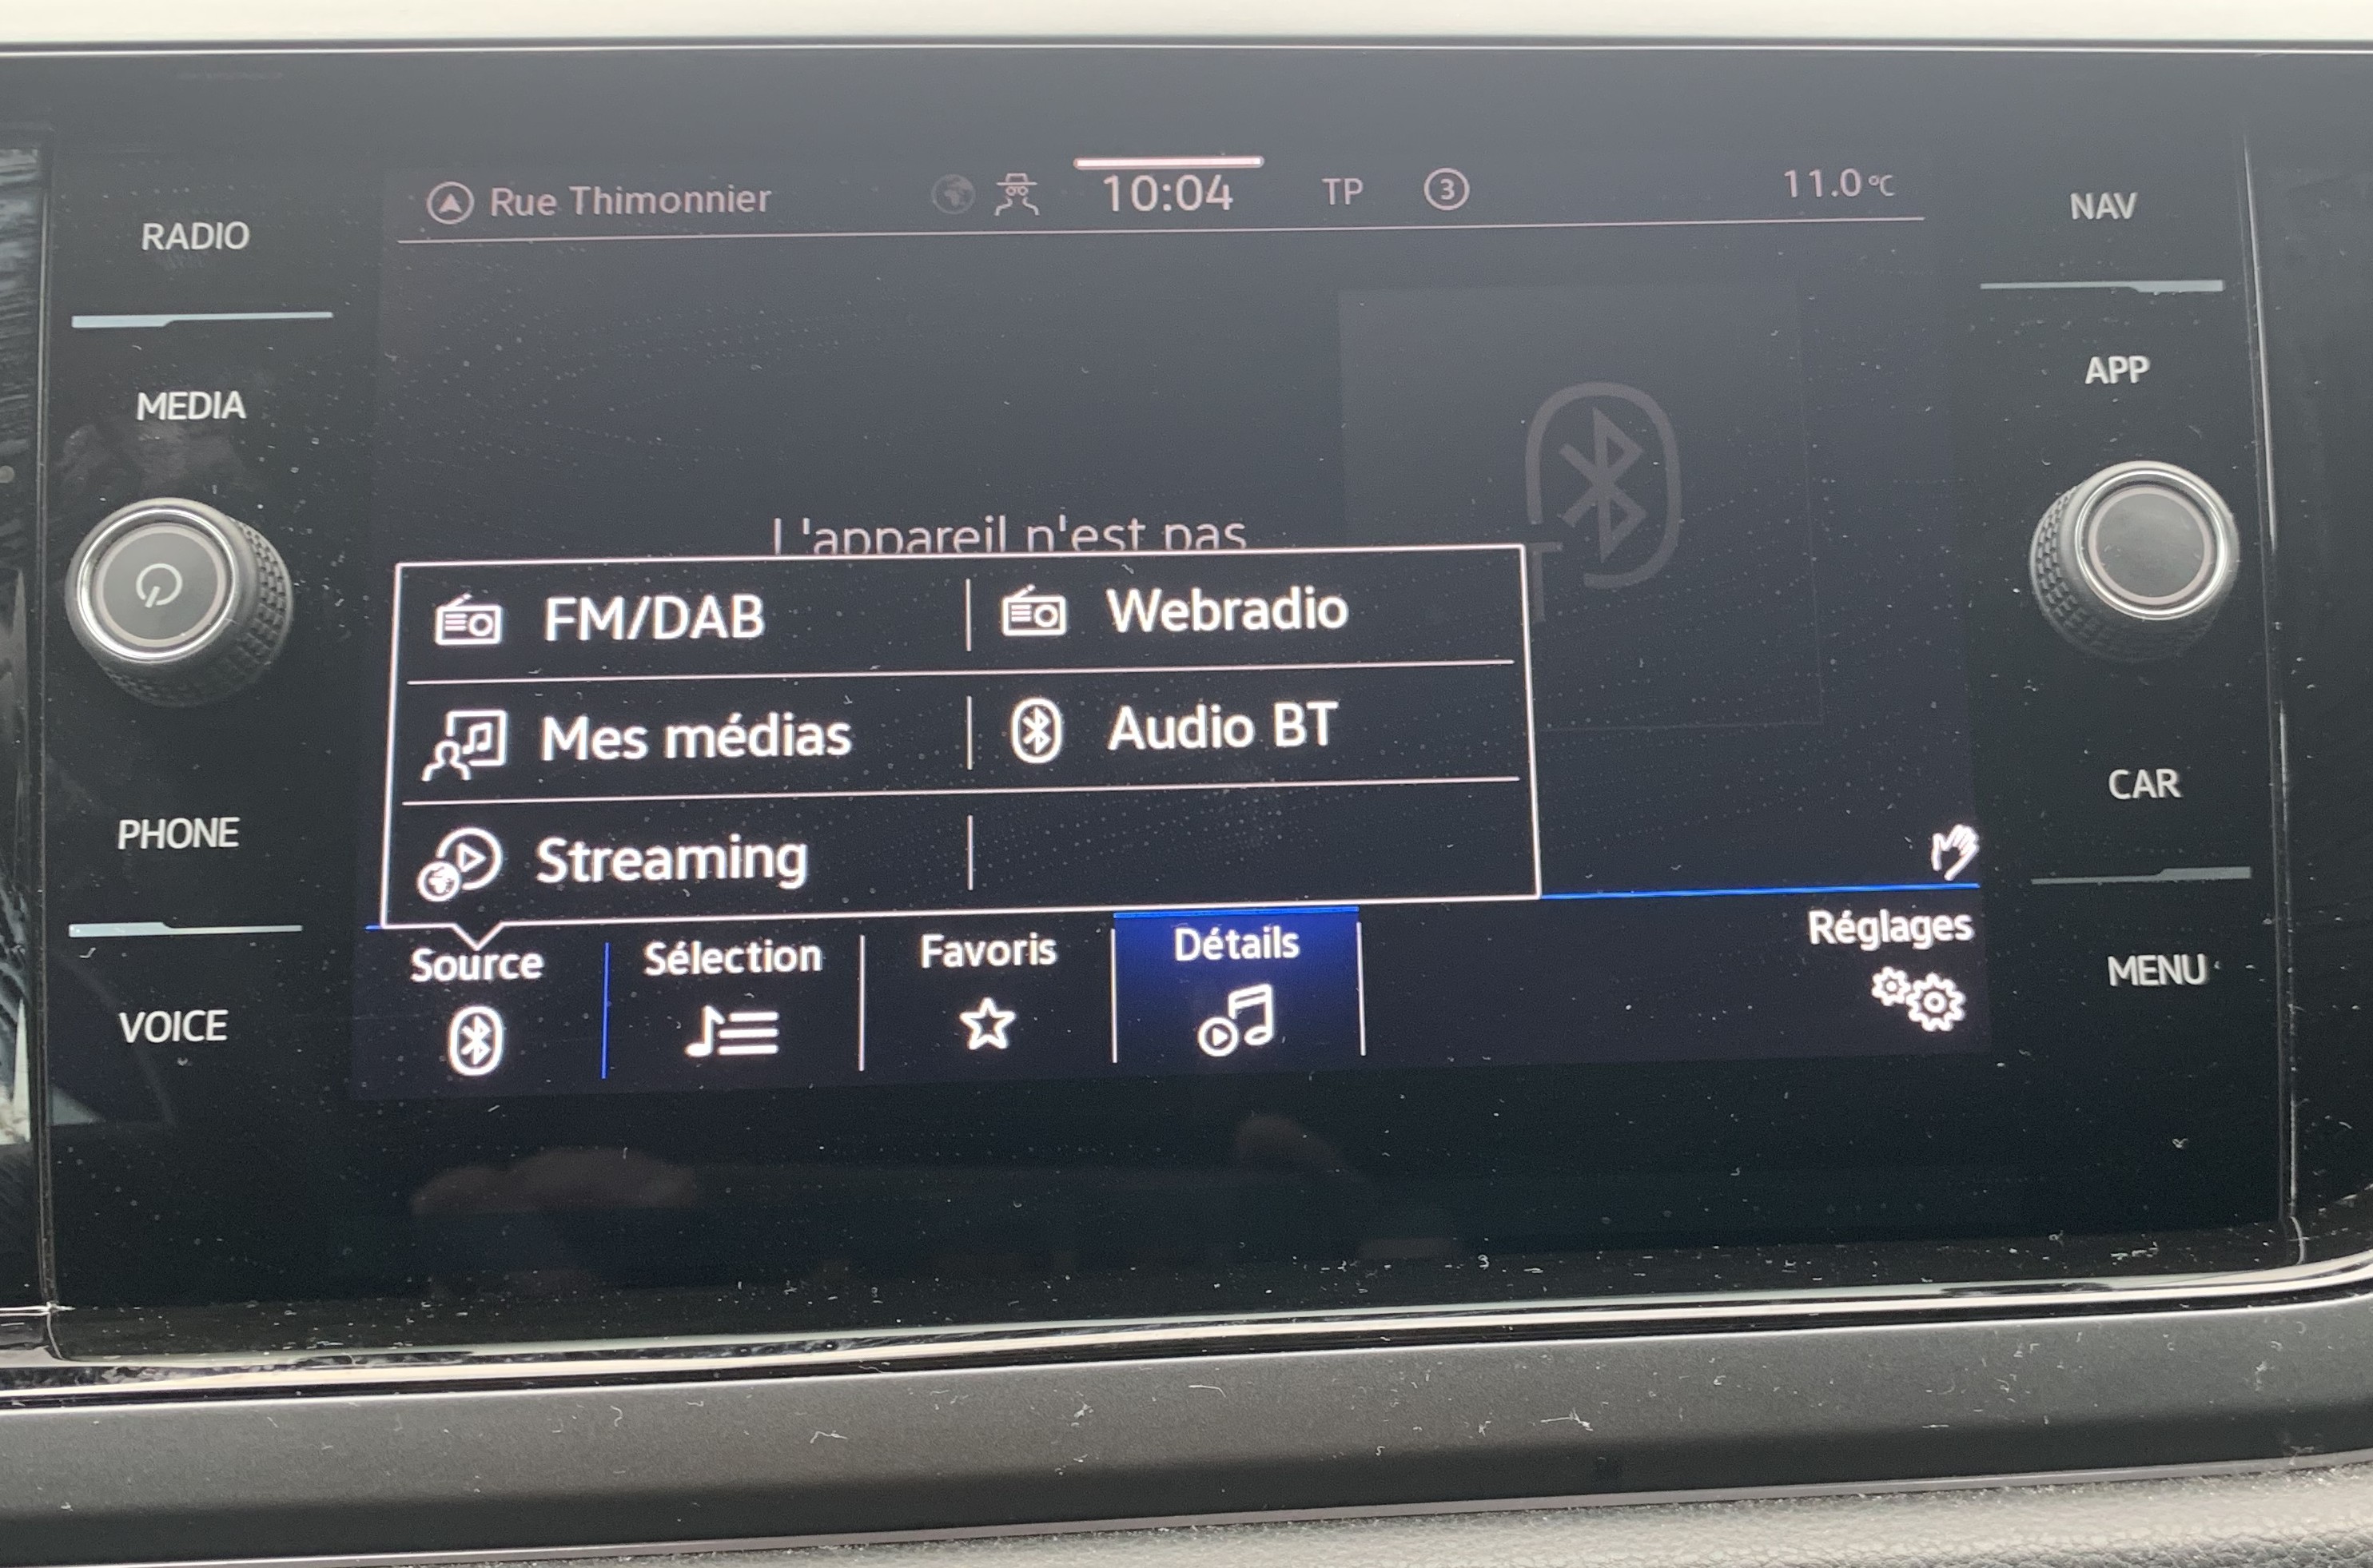 RADIO
MEDIA
PHONE
VOICE
Rue Thimonnier
10:04
TP
3
11.0°C
L'appareil n'est pas
FM/DAB
Webradio
Mes médias
Audio BT
Streaming
Source
Sélection
Favoris
Détails
Réglages
NAV
APP
CAR
MENU